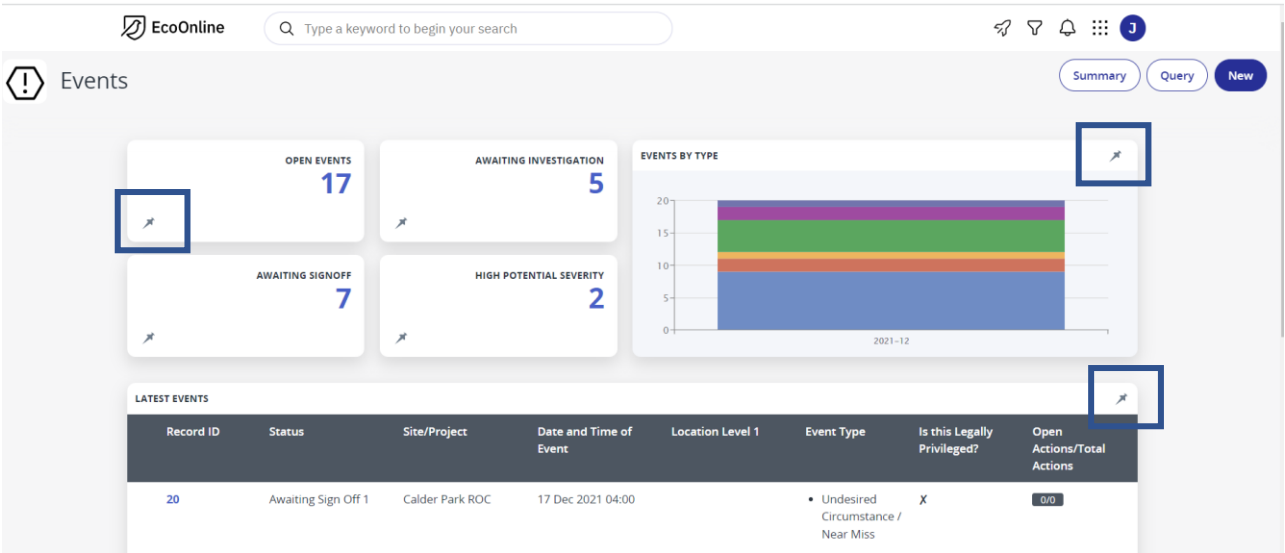 EcoOnline
Type a keyword to begin your search
J
Events
Summary
Query
New
OPEN EVENTS
17
AWAITING INVESTIGATION
5
AWAITING SIGNOFF
7
HIGH POTENTIAL SEVERITY
2
EVENTS BY TYPE
20
15
10
5
0
2021-12
LATEST EVENTS
Record ID
Status
Site/Project
Date and Time of
Event
Location Level 1
Event Type
Is this Legally
Privileged?
Open
Actions/Total
Actions
20
Awaiting Sign Off 1
Calder Park ROC
17 Dec 2021 04:00
• Undesired
Circumstance /
Near Miss
✗
0/0